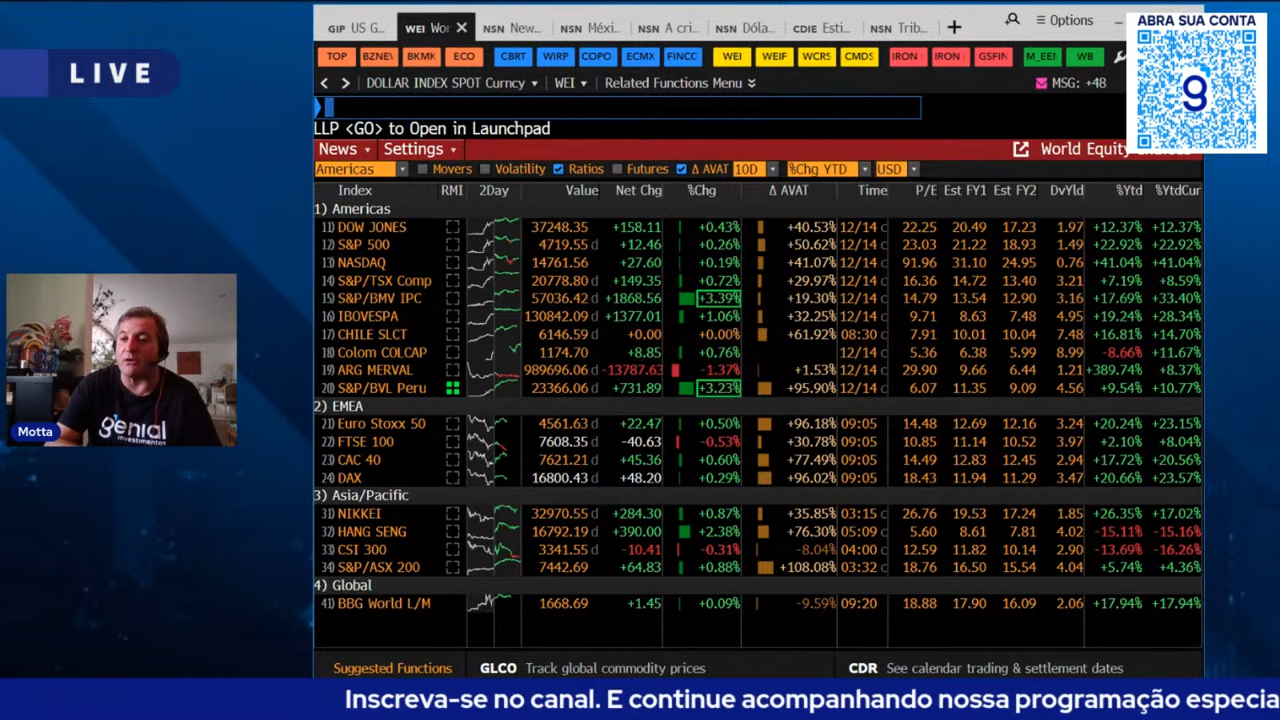 LIVE
GIP US G...
WEI Wor
NSN New...
NSN Méxi...
NSN A cri...
NSN Dóla...
CDIE Esti...
NSN Trib...
Options
ABRA SUA CONTA
TOP BZNE BKMK ECO CBRT WIRP COPO ECMX FINCC WEI WEIF WCRS CMDS IRON IRON GSFIN M_EEI WB
DOLLAR INDEX SPOT Curncy WEI Related Functions Menu MSG: +48
g
LLP <GO> to Open in Launchpad
News Settings World Equity
Americas Movers Volatility Ratios Futures Δ AVAT 10D %Chg YTD USD
Index RMI 2Day Value Net Chg %Chg Δ AVAT Time P/E Est FY1 Est FY2 DvYld %Ytd %YtdCur
1) Americas
11) DOW JONES 37248.35 +158.11 +0.43% +40.53% 12/14 c 22.25 20.49 17.23 1.97 +12.37% +12.37%
12) S&P 500 4719.55 d +12.46 +0.26% +50.62% 12/14 c 23.03 21.22 18.93 1.49 +22.92% +22.92%
13) NASDAQ 14761.56 +27.60 +0.19% +41.07% 12/14 c 91.96 31.10 24.95 0.76 +41.04% +41.04%
14) S&P/TSX Comp 20778.80 d +149.35 +0.72% +29.97% 12/14 c 16.36 14.72 13.40 3.21 +7.19% +8.59%
15) S&P/BMV IPC 57036.42 d +1868.56 +3.39% +19.30% 12/14 c 14.79 13.54 12.90 3.16 +17.69% +33.40%
16) IBOVESPA 130842.09 d +1377.01 +1.06% +32.25% 12/14 c 9.71 8.63 7.48 4.95 +19.24% +28.34%
17) CHILE SLCT 6146.59 d +0.00 +0.00% +61.92% 08:30 d 7.91 10.01 10.04 7.48 +16.81% +14.70%
18) Colom COLCAP 1174.70 +8.85 +0.76% 12/14 c 5.36 6.38 5.99 8.99 -8.66% +11.67%
19) ARG MERVAL 989696.06 d -13787.63 -1.37% +1.53% 12/14 c 29.90 9.66 6.44 1.21 +389.74% +8.37%
20) S&P/BVL Peru 23366.06 d +731.89 +3.23% +95.90% 12/14 c 6.07 11.35 9.09 4.56 +9.54% +10.77%
2) EMEA
21) Euro Stoxx 50 4561.63 d +22.47 +0.50% +96.18% 09:05 14.48 12.69 12.16 3.24 +20.24% +23.15%
22) FTSE 100 7608.35 d -40.63 -0.53% +30.78% 09:05 10.85 11.14 10.52 3.97 +2.10% +8.04%
23) CAC 40 7621.21 d +45.36 +0.60% +77.49% 09:05 14.49 12.83 12.45 2.94 +17.72% +20.56%
24) DAX 16800.43 d +48.20 +0.29% +96.02% 09:05 18.43 11.94 11.29 3.47 +20.66% +23.57%
3) Asia/Pacific
31) NIKKEI 32970.55 d +284.30 +0.87% +35.85% 03:15 c 26.76 19.53 17.24 1.85 +26.35% +17.02%
32) HANG SENG 16792.19 d +390.00 +2.38% +76.30% 05:09 c 5.60 8.61 7.81 4.02 -15.11% -15.16%
33) CSI 300 3341.55 d -10.41 -0.31% -8.04% 04:00 c 12.59 11.82 10.14 2.90 -13.69% -16.26%
34) S&P/ASX 200 7442.69 d +64.83 +0.88% +108.08% 03:32 c 18.76 16.50 15.54 4.04 +5.74% +4.36%
4) Global
41) BBG World L/M 1668.69 +1.45 +0.09% -9.59% 09:20 18.88 17.90 16.09 2.06 +17.94% +17.94%
genial
investimentos
Motta
Suggested Functions GLCO Track global commodity prices CDR See calendar trading & settlement dates
Inscreva-se no canal. E continue acompanhando nossa programação especia